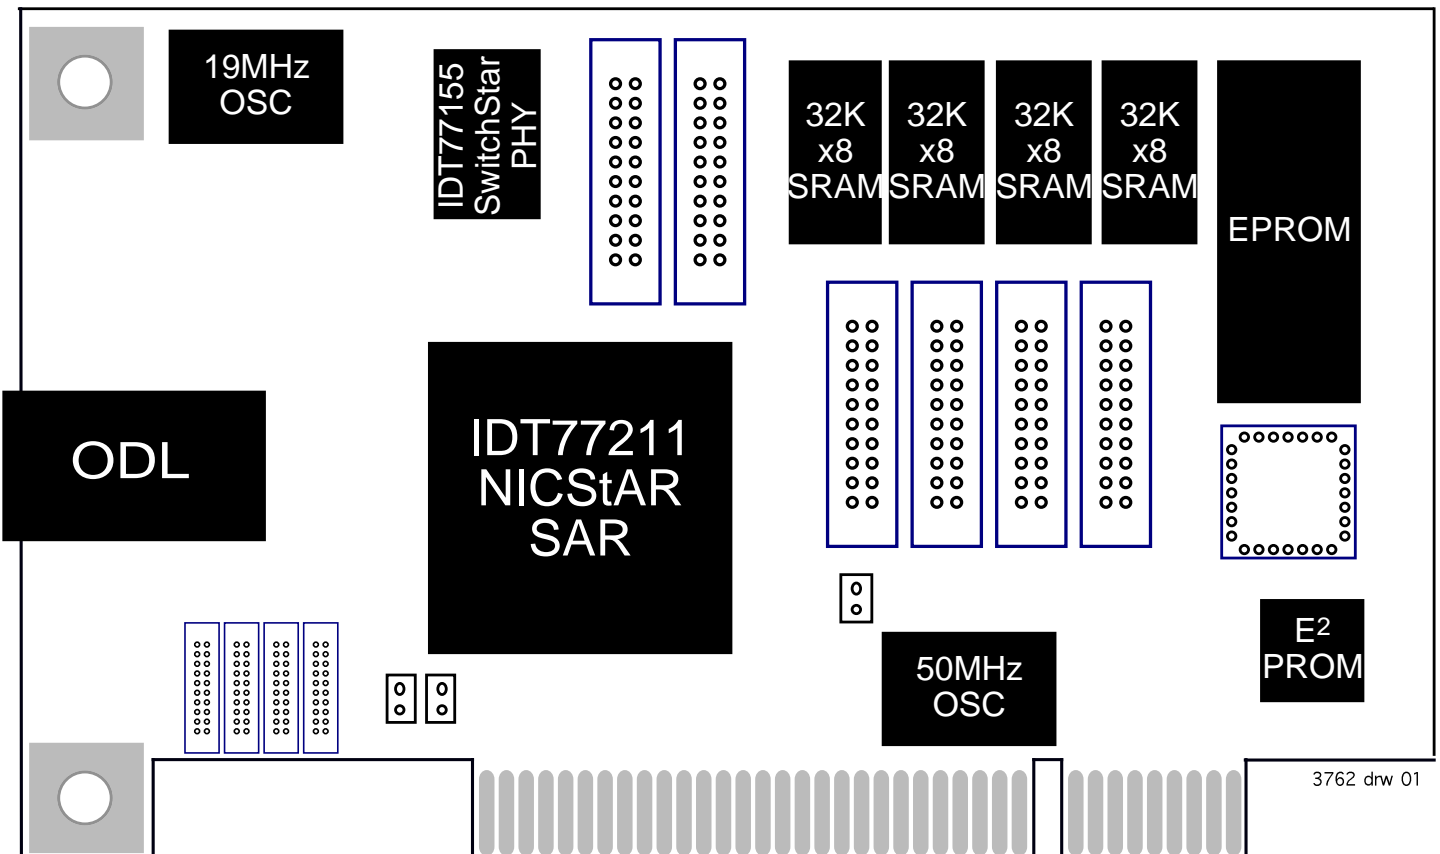 19MHz
OSC
IDT77155
SwitchStar
PHY
32K
x8
SRAM
32K
x8
SRAM
32K
x8
SRAM
32K
x8
SRAM
EPROM
ODL
IDT77211
NICStAR
SAR
50MHz
OSC
E²
PROM
3762 drw 01